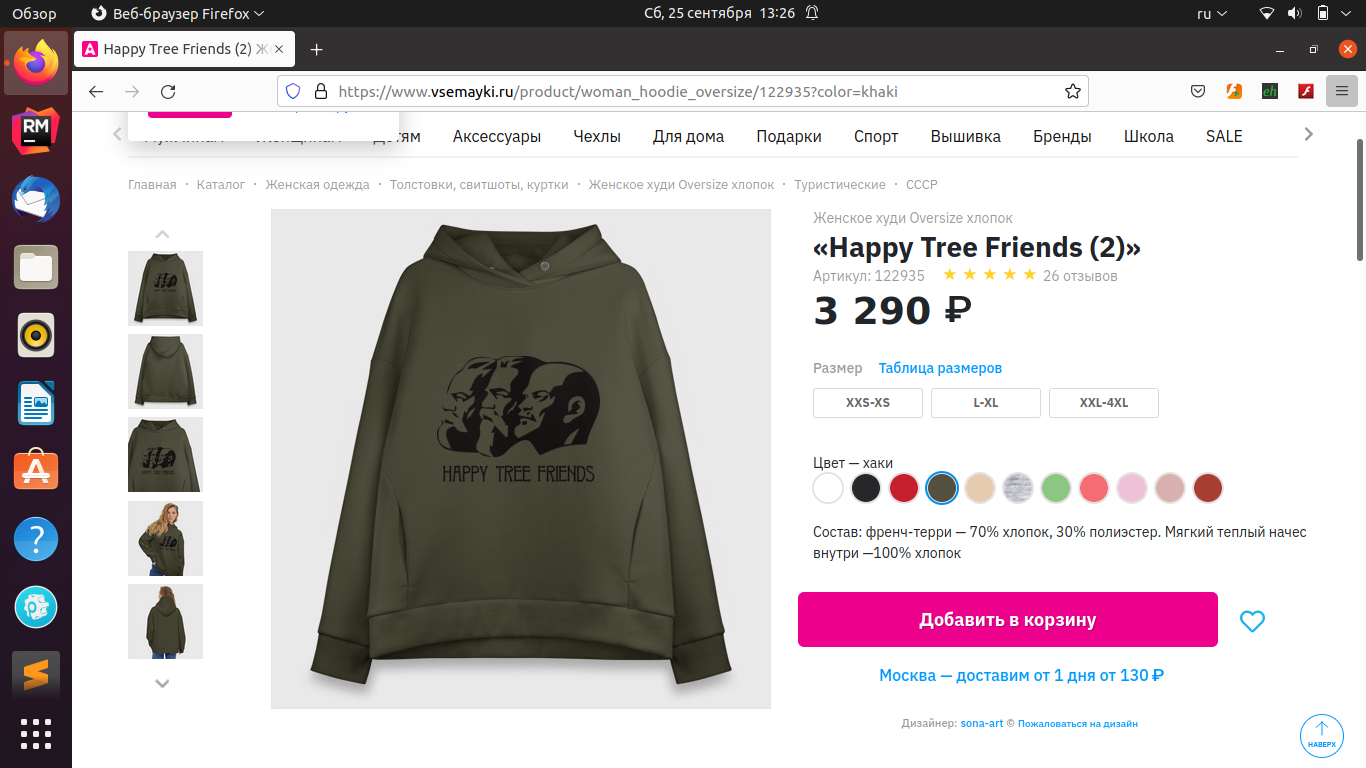 Обзор
Веб-браузер Firefox
Сб, 25 сентября 13:26
ru
Happy Tree Friends (2)
https://www.vsemayki.ru/product/woman_hoodie_oversize/122935?color=khaki
Аксессуары Чехлы Для дома Подарки Спорт Вышивка Бренды Школа SALE
Главная · Каталог · Женская одежда · Толстовки, свитшоты, куртки · Женское худи Oversize хлопок · Туристические · СССР
HAPPY TREE FRIENDS
Женское худи Oversize хлопок
«Happy Tree Friends (2)»
Артикул: 122935 ★ ★ ★ ★ ★ 26 отзывов
3 290 ₽
Размер Таблица размеров
XXS-XS L-XL XXL-4XL
Цвет — хаки
Состав: френч-терри — 70% хлопок, 30% полиэстер. Мягкий теплый начес
внутри —100% хлопок
Добавить в корзину
Москва — доставим от 1 дня от 130 ₽
Дизайнер: sona-art © Пожаловаться на дизайн
НАВЕРХ
RM
eh